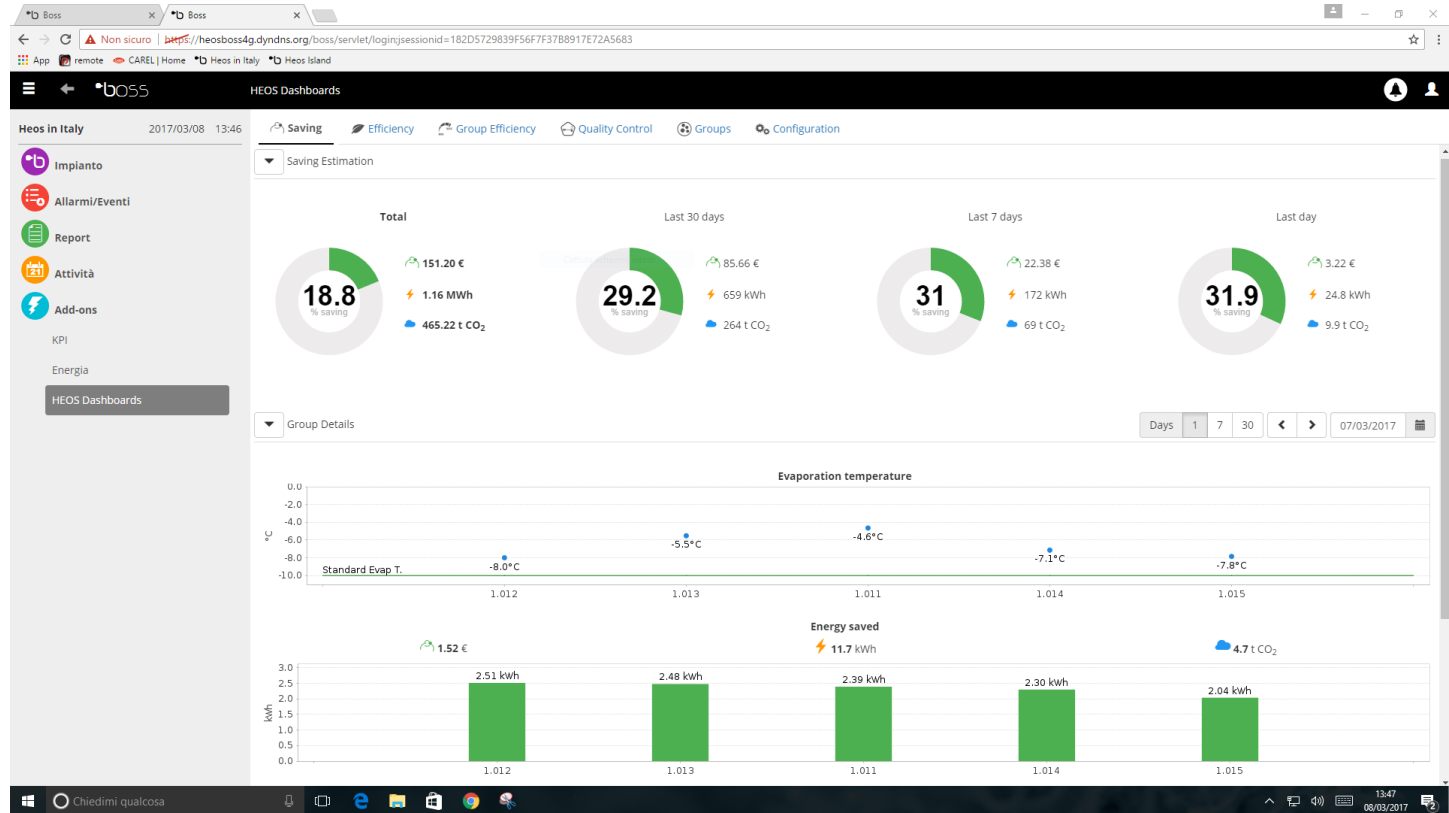 Boss
Boss
Non sicuro | https://heosboss4g.dyndns.org/boss/servlet/login;jsessionid=182D5729839F56F7F37B8917E72A5683
App remote CAREL | Home Heos in Italy Heos Island
boss HEOS Dashboards
Heos in Italy 2017/03/08 13:46
Impianto
Allarmi/Eventi
Report
21
Attività
Add-ons
KPI
Energia
HEOS Dashboards
Saving Efficiency Group Efficiency Quality Control Groups Configuration
Saving Estimation
Total Last 30 days Last 7 days Last day
18.8
% saving
151.20 €
1.16 MWh
465.22 t CO₂
29.2
% saving
85.66 €
659 kWh
264 t CO₂
31
% saving
22.38 €
172 kWh
69 t CO₂
31.9
% saving
3.22 €
24.8 kWh
9.9 t CO₂
Group Details Days 1 7 30 07/03/2017
Evaporation temperature
°C
0.0
-2.0
-4.0
-6.0
-8.0
-10.0
Standard Evap T.
-8.0°C
-5.5°C
-4.6°C
-7.1°C
-7.8°C
1.012 1.013 1.011 1.014 1.015
Energy saved
1.52 € 11.7 kWh 4.7 t CO₂
kWh
3.0
2.5
2.0
1.5
1.0
0.5
0.0
2.51 kWh 2.48 kWh 2.39 kWh 2.30 kWh 2.04 kWh
1.012 1.013 1.011 1.014 1.015
Chiedimi qualcosa
13:47
08/03/2017
2